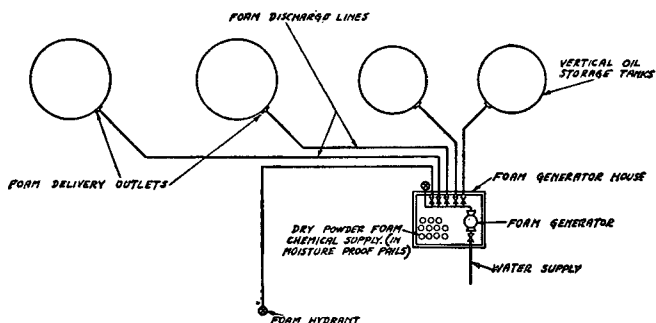 FOAM DISCHARGE LINES
VERTICAL OIL
STORAGE TANKS
FOAM DELIVERY OUTLETS
FOAM GENERATOR HOUSE
FOAM GENERATOR
DRY POWDER FOAM
CHEMICAL SUPPLY. (IN
MOISTURE PROOF PAILS)
WATER SUPPLY
FOAM HYDRANT